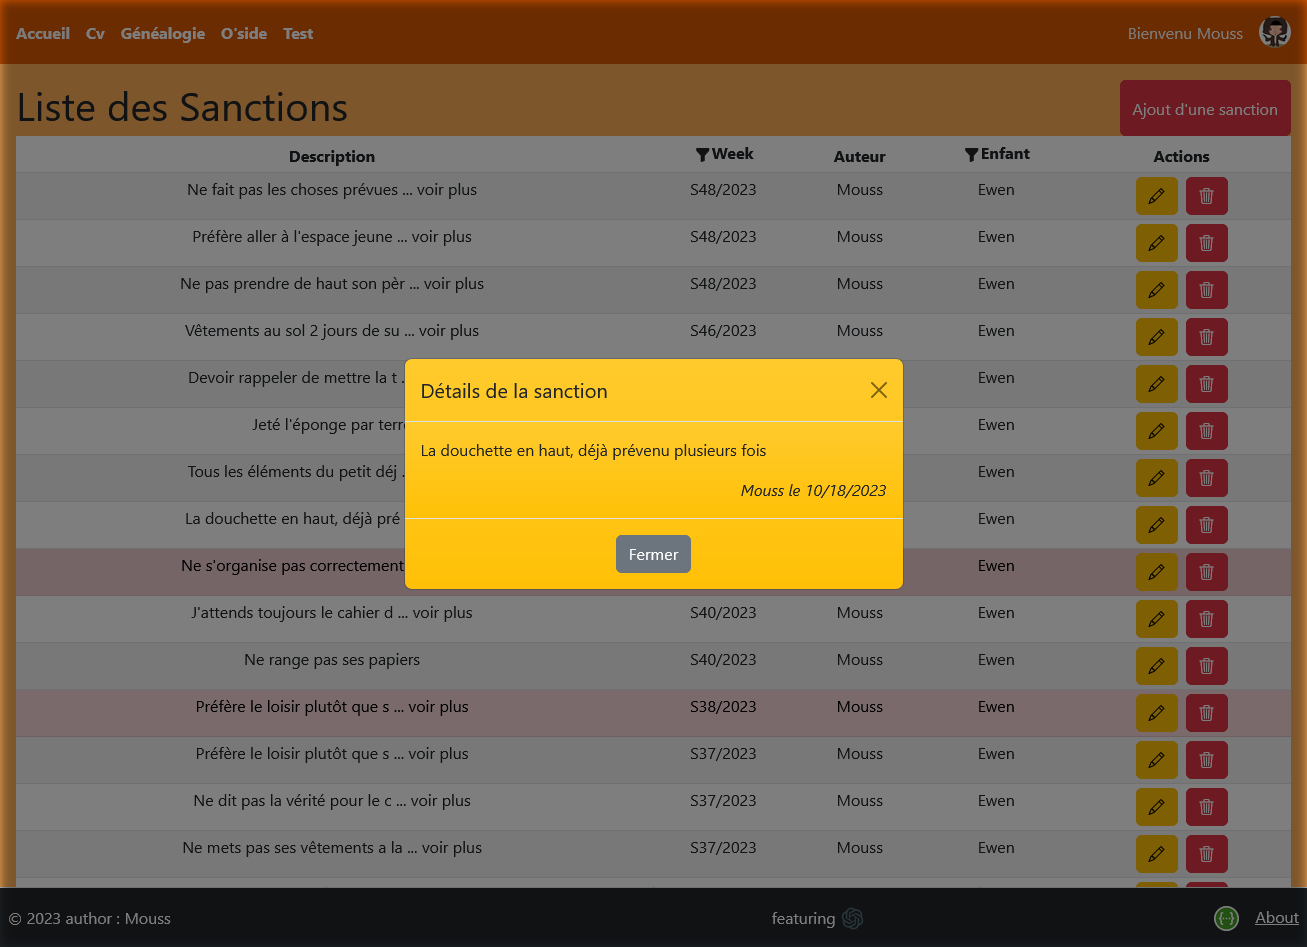 Accueil Cv Généalogie O'side Test Bienvenu Mouss
Liste des Sanctions Ajout d'une sanction
Description Week Auteur Enfant Actions
Ne fait pas les choses prévues ... voir plus S48/2023 Mouss Ewen
Préfère aller à l'espace jeune ... voir plus S48/2023 Mouss Ewen
Ne pas prendre de haut son pèr ... voir plus S48/2023 Mouss Ewen
Vêtements au sol 2 jours de su ... voir plus S46/2023 Mouss Ewen
Devoir rappeler de mettre la t . Ewen
Jeté l'éponge par terre Ewen
Tous les éléments du petit déj . Ewen
La douchette en haut, déjà pré Ewen
Ne s'organise pas correctement Ewen
Détails de la sanction
La douchette en haut, déjà prévenu plusieurs fois
Mouss le 10/18/2023
Fermer
J'attends toujours le cahier d ... voir plus S40/2023 Mouss Ewen
Ne range pas ses papiers S40/2023 Mouss Ewen
Préfère le loisir plutôt que s ... voir plus S38/2023 Mouss Ewen
Préfère le loisir plutôt que s ... voir plus S37/2023 Mouss Ewen
Ne dit pas la vérité pour le c ... voir plus S37/2023 Mouss Ewen
Ne mets pas ses vêtements a la ... voir plus S37/2023 Mouss Ewen
© 2023 author : Mouss featuring {···} About